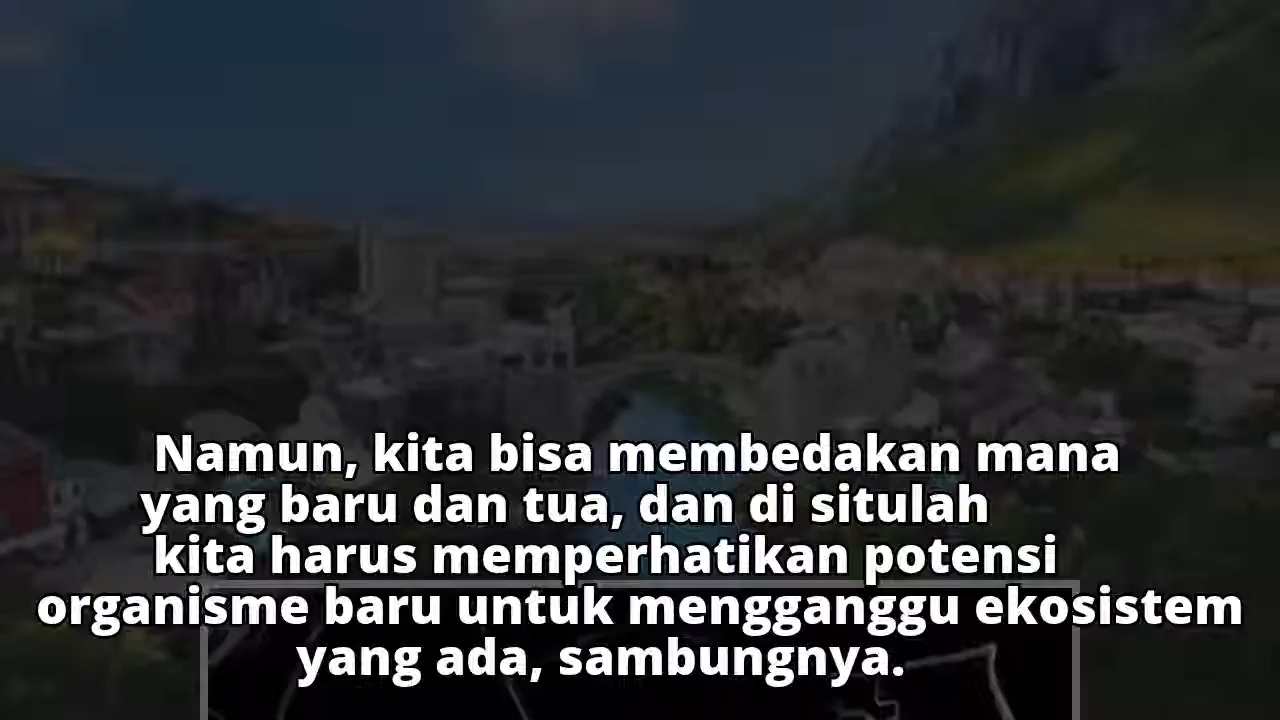 Namun, kita bisa membedakan mana
yang baru dan tua, dan di situlah
kita harus memperhatikan potensi
organisme baru untuk mengganggu ekosistem
yang ada, sambungnya.